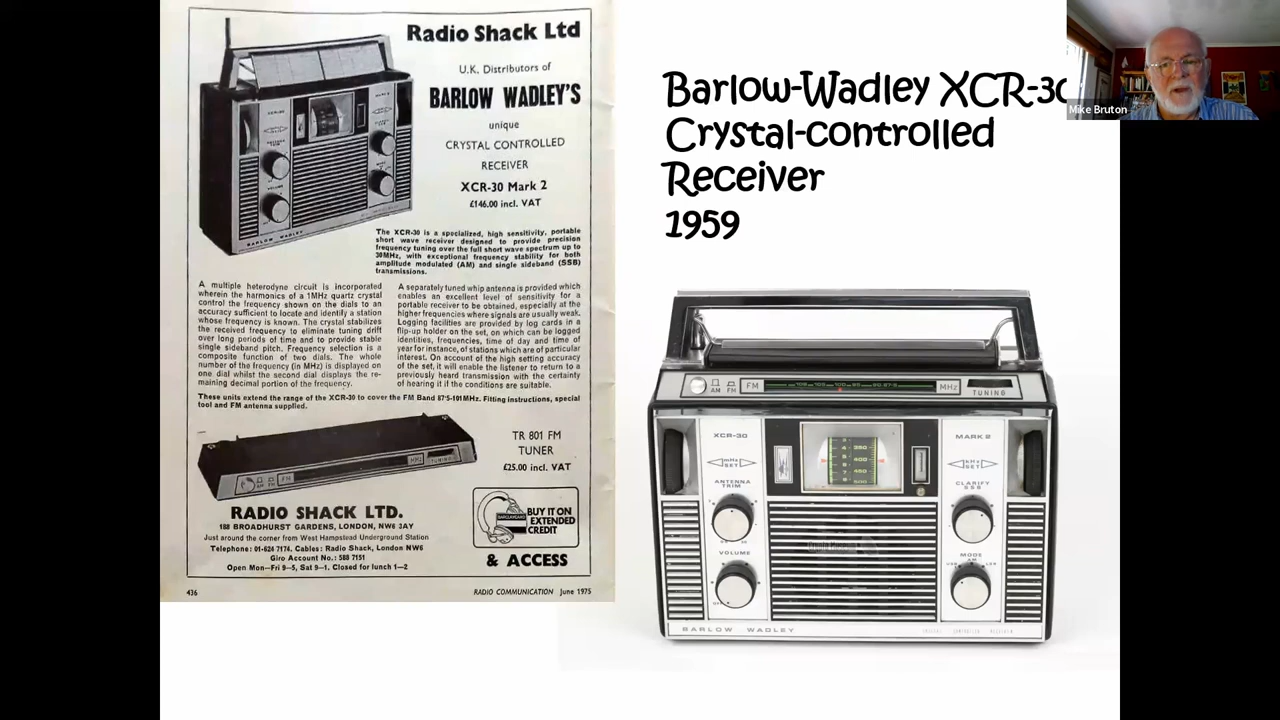 Radio Shack Ltd
U.K. Distributors of
BARLOW WADLEY'S
unique
CRYSTAL CONTROLLED
RECEIVER
XCR-30 Mark 2
£146.00 incl. VAT
The XCR-30 is a specialized, high sensitivity, portable
short wave receiver designed to provide precision
frequency tuning over the full short wave spectrum up to
30MHz, with exceptional frequency stability for both
amplitude modulated (AM) and single sideband (SSB)
transmissions.
A multiple heterodyne circuit is incorporated
wherein the harmonics of a 1MHz quartz crystal
control the frequency shown on the dials to an
accuracy sufficient to locate and identify a station
whose frequency is known. The crystal stabilizes
the received frequency to eliminate tuning drift
over long periods of time and to provide stable
single sideband pitch. Frequency selection is a
composite function of two dials. The whole
number of the frequency (in MHz) is displayed on
one dial whilst the second dial displays the re-
maining decimal portion of the frequency.
A separately tuned whip antenna is provided which
enables an excellent level of sensitivity for a
portable receiver to be obtained, especially at the
higher frequencies where signals are usually weak.
Logging facilities are provided by log cards in a
flip-up holder on the set, on which can be logged
identities, frequencies, time of day and time of
year for instance, of stations which are of particular
interest. On account of the high setting accuracy
of the set, it will enable the listener to return to a
previously heard transmission with the certainty
of hearing it if the conditions are suitable.
These units extend the range of the XCR-30 to cover the FM Band 87'5-101MHz. Fitting instructions, special
tool and FM antenna supplied.
TR 801 FM
TUNER
£25.00 incl. VAT
RADIO SHACK LTD.
188 BROADHURST GARDENS, LONDON, NW6 3AY
Just around the corner from West Hampstead Underground Station
Telephone: 01-624 7174. Cables: Radio Shack, London NW6
Giro Account No.: 588 7151
Open Mon—Fri 9—5, Sat 9—1. Closed for lunch 1—2
BARCLAYCARD
BUY IT ON
EXTENDED
CREDIT
& ACCESS
436
RADIO COMMUNICATION June 1975
BARLOW WADLEY
Barlow-Wadley XCR-30
Crystal-controlled
Receiver
1959
Mike Bruton
AM FM
FM
MHz
TUNING
XCR-30
MARK 2
mHz
SET
kHz
SET
ANTENNA
TRIM
CLARIFY
SSB
VOLUME
MODE
AM
OFF
BARLOW WADLEY